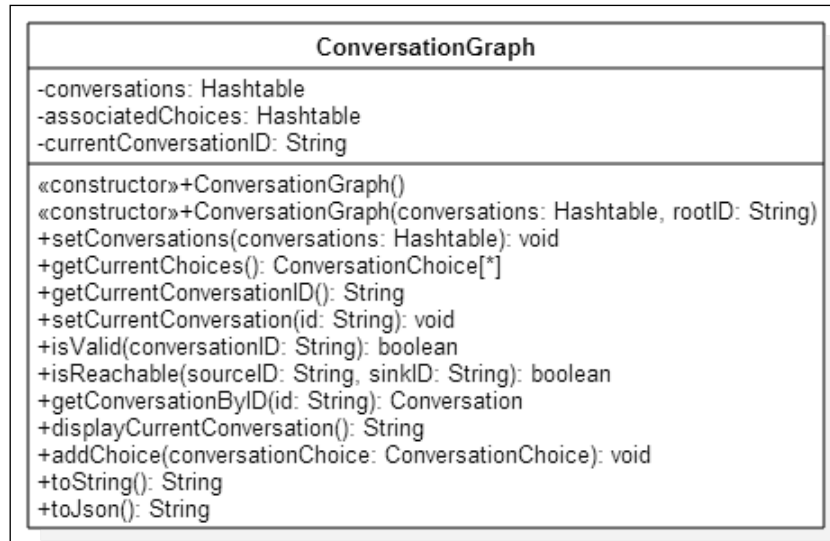 ConversationGraph
-conversations: Hashtable
-associatedChoices: Hashtable
-currentConversationID: String
«constructor»+ConversationGraph()
«constructor»+ConversationGraph(conversations: Hashtable, rootID: String)
+setConversations(conversations: Hashtable): void
+getCurrentChoices(): ConversationChoice[*]
+getCurrentConversationID(): String
+setCurrentConversation(id: String): void
+isValid(conversationID: String): boolean
+isReachable(sourceID: String, sinkID: String): boolean
+getConversationByID(id: String): Conversation
+displayCurrentConversation(): String
+addChoice(conversationChoice: ConversationChoice): void
+toString(): String
+toJson(): String